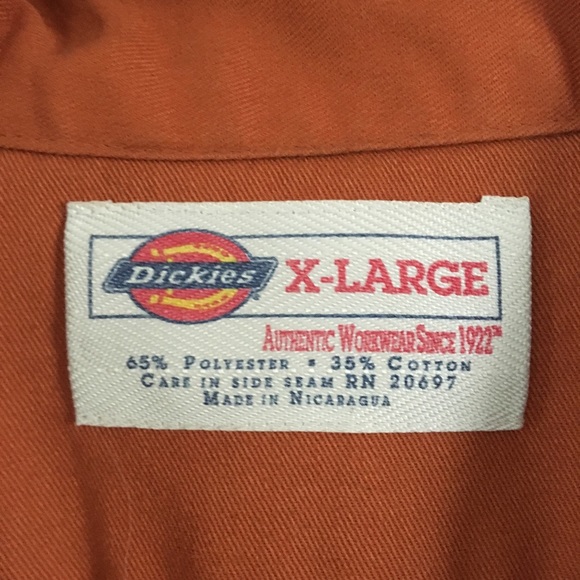 Dickies X-LARGE
AUTHENTIC WORKWEAR SINCE 1922™
65% POLYESTER • 35% COTTON
CARE IN SIDE SEAM RN 20697
MADE IN NICARAGUA